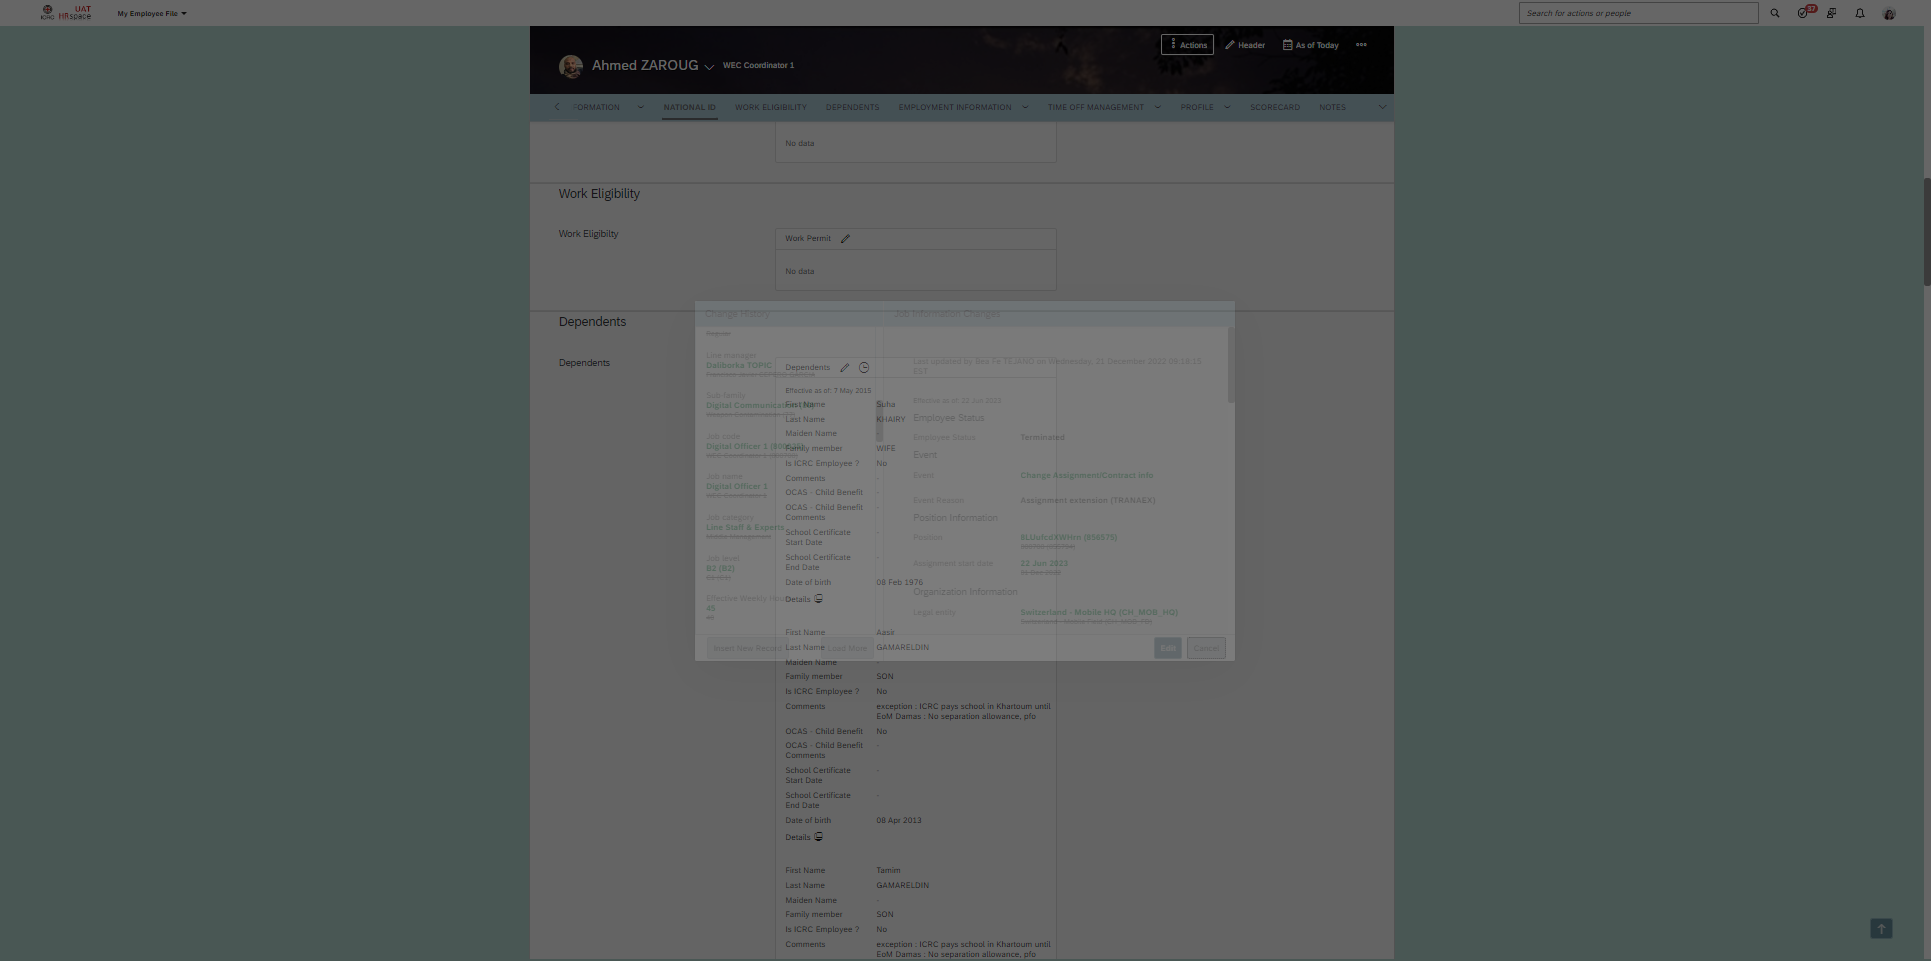 ICRC UAT HRspace
My Employee File
Search for actions or people
37
Actions
Header
As of Today
Ahmed ZAROUG
WEC Coordinator 1
FORMATION
NATIONAL ID
WORK ELIGIBILITY
DEPENDENTS
EMPLOYMENT INFORMATION
TIME OFF MANAGEMENT
PROFILE
SCORECARD
NOTES
No data
Work Eligibility
Work Eligibilty
Work Permit
No data
Dependents
Dependents
Dependents
Effective as of: 7 May 2015
First Name Suha
Last Name KHAIRY
Maiden Name -
Family member WIFE
Is ICRC Employee ? No
Comments -
OCAS - Child Benefit -
OCAS - Child Benefit Comments -
School Certificate Start Date -
School Certificate End Date -
Date of birth 08 Feb 1976
Details
First Name Aasir
Last Name GAMARELDIN
Maiden Name -
Family member SON
Is ICRC Employee ? No
Comments exception : ICRC pays school in Khartoum until
EoM Damas : No separation allowance, pfo
OCAS - Child Benefit No
OCAS - Child Benefit Comments -
School Certificate Start Date -
School Certificate End Date -
Date of birth 08 Apr 2013
Details
First Name Tamim
Last Name GAMARELDIN
Maiden Name -
Family member SON
Is ICRC Employee ? No
Comments exception : ICRC pays school in Khartoum until
EoM Damas : No separation allowance, pfo
Change History
Line manager
Daliborka TOPIC
Sub family
Digital Communication
Job code
Digital Officer 1
Job name
Digital Officer 1
Job category
Line Staff & Experts
Job level
B2 (B2)
Effective Weekly Hours
Insert New Record
Load More
Job Information Changes
Last updated by on Wednesday, 21 December 2022
EST
Effective as of: 22 Jun 2023
Employee Status
Employee Status Terminated
Event
Event Change Assignment/Contract info
Event Reason Assignment extension (TRANAEX)
Position Information
Position
Assignment start date 22 Jun 2023
Organization Information
Legal entity Switzerland - Mobile HQ (CH_MOB_HQ)
Edit
Cancel